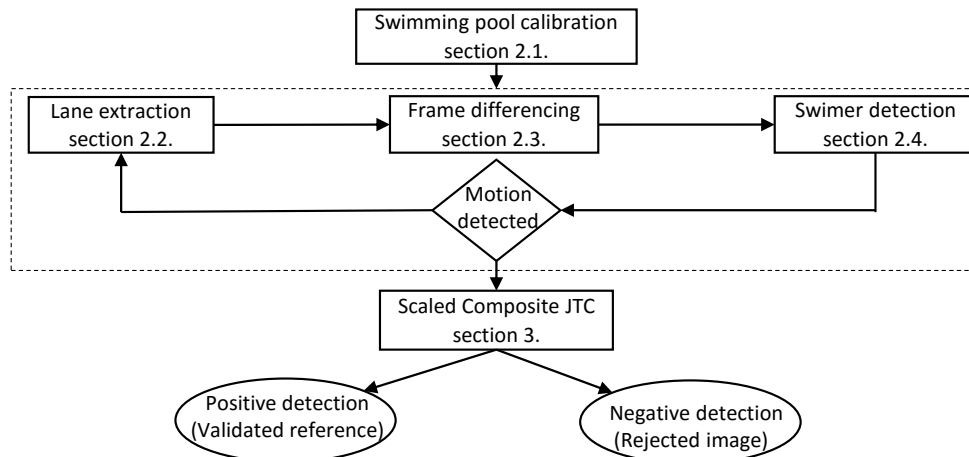 Swimming pool calibration
section 2.1.
Lane extraction
section 2.2.
Frame differencing
section 2.3.
Swimer detection
section 2.4.
Motion
detected
Scaled Composite JTC
section 3.
Positive detection
(Validated reference)
Negative detection
(Rejected image)